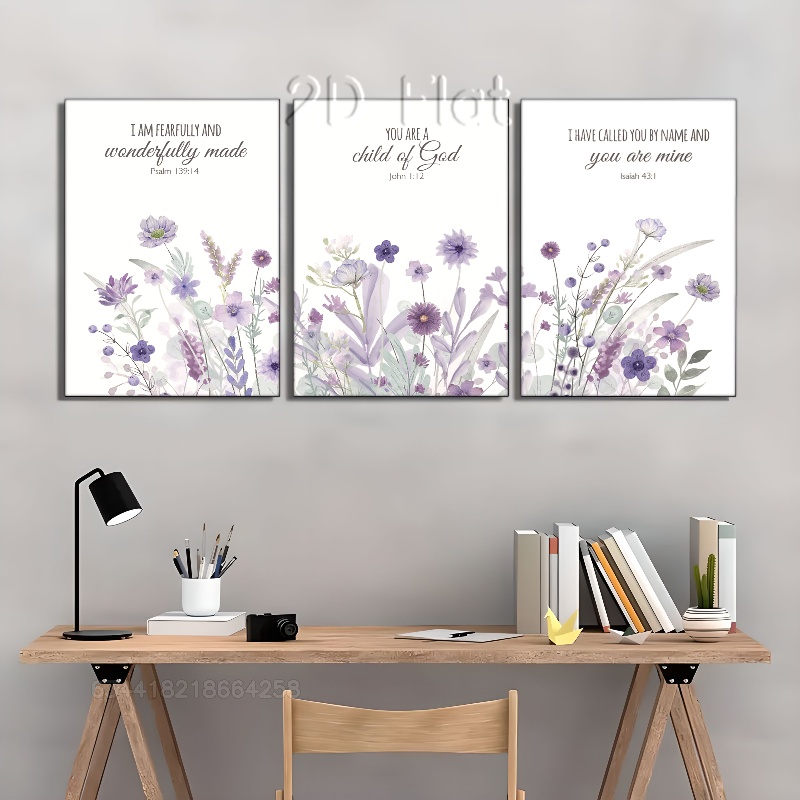 2D Flat
I AM FEARFULLY AND
wonderfully made
Psalm 139:14
YOU ARE A
child of God
John 1:12
I HAVE CALLED YOU BY NAME AND
you are mine
Isaiah 43:1